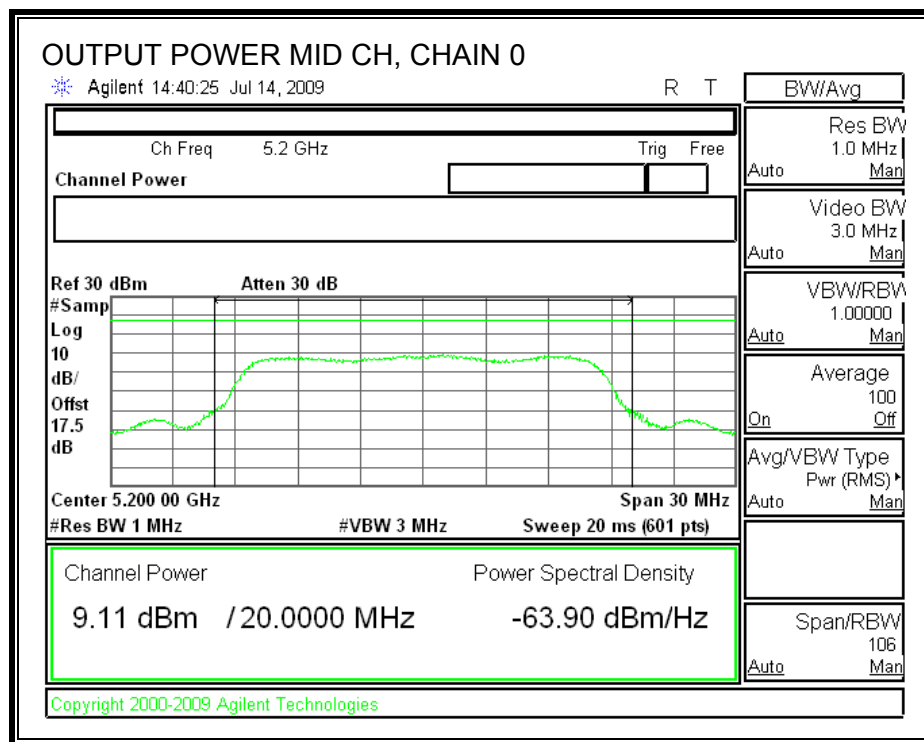 OUTPUT POWER MID CH, CHAIN 0
Agilent 14:40:25 Jul 14, 2009 R T
Ch Freq 5.2 GHz Trig Free
Channel Power
Ref 30 dBm Atten 30 dB
#Samp
Log
10
dB/
Offst
17.5
dB
Center 5.200 00 GHz Span 30 MHz
#Res BW 1 MHz #VBW 3 MHz Sweep 20 ms (601 pts)
Channel Power Power Spectral Density
9.11 dBm / 20.0000 MHz -63.90 dBm/Hz
Copyright 2000-2009 Agilent Technologies
BW/Avg
Res BW
1.0 MHz
Auto Man
Video BW
3.0 MHz
Auto Man
VBW/RBW
1.00000
Auto Man
Average
100
On Off
Avg/VBW Type
Pwr (RMS)
Auto Man
Span/RBW
106
Auto Man